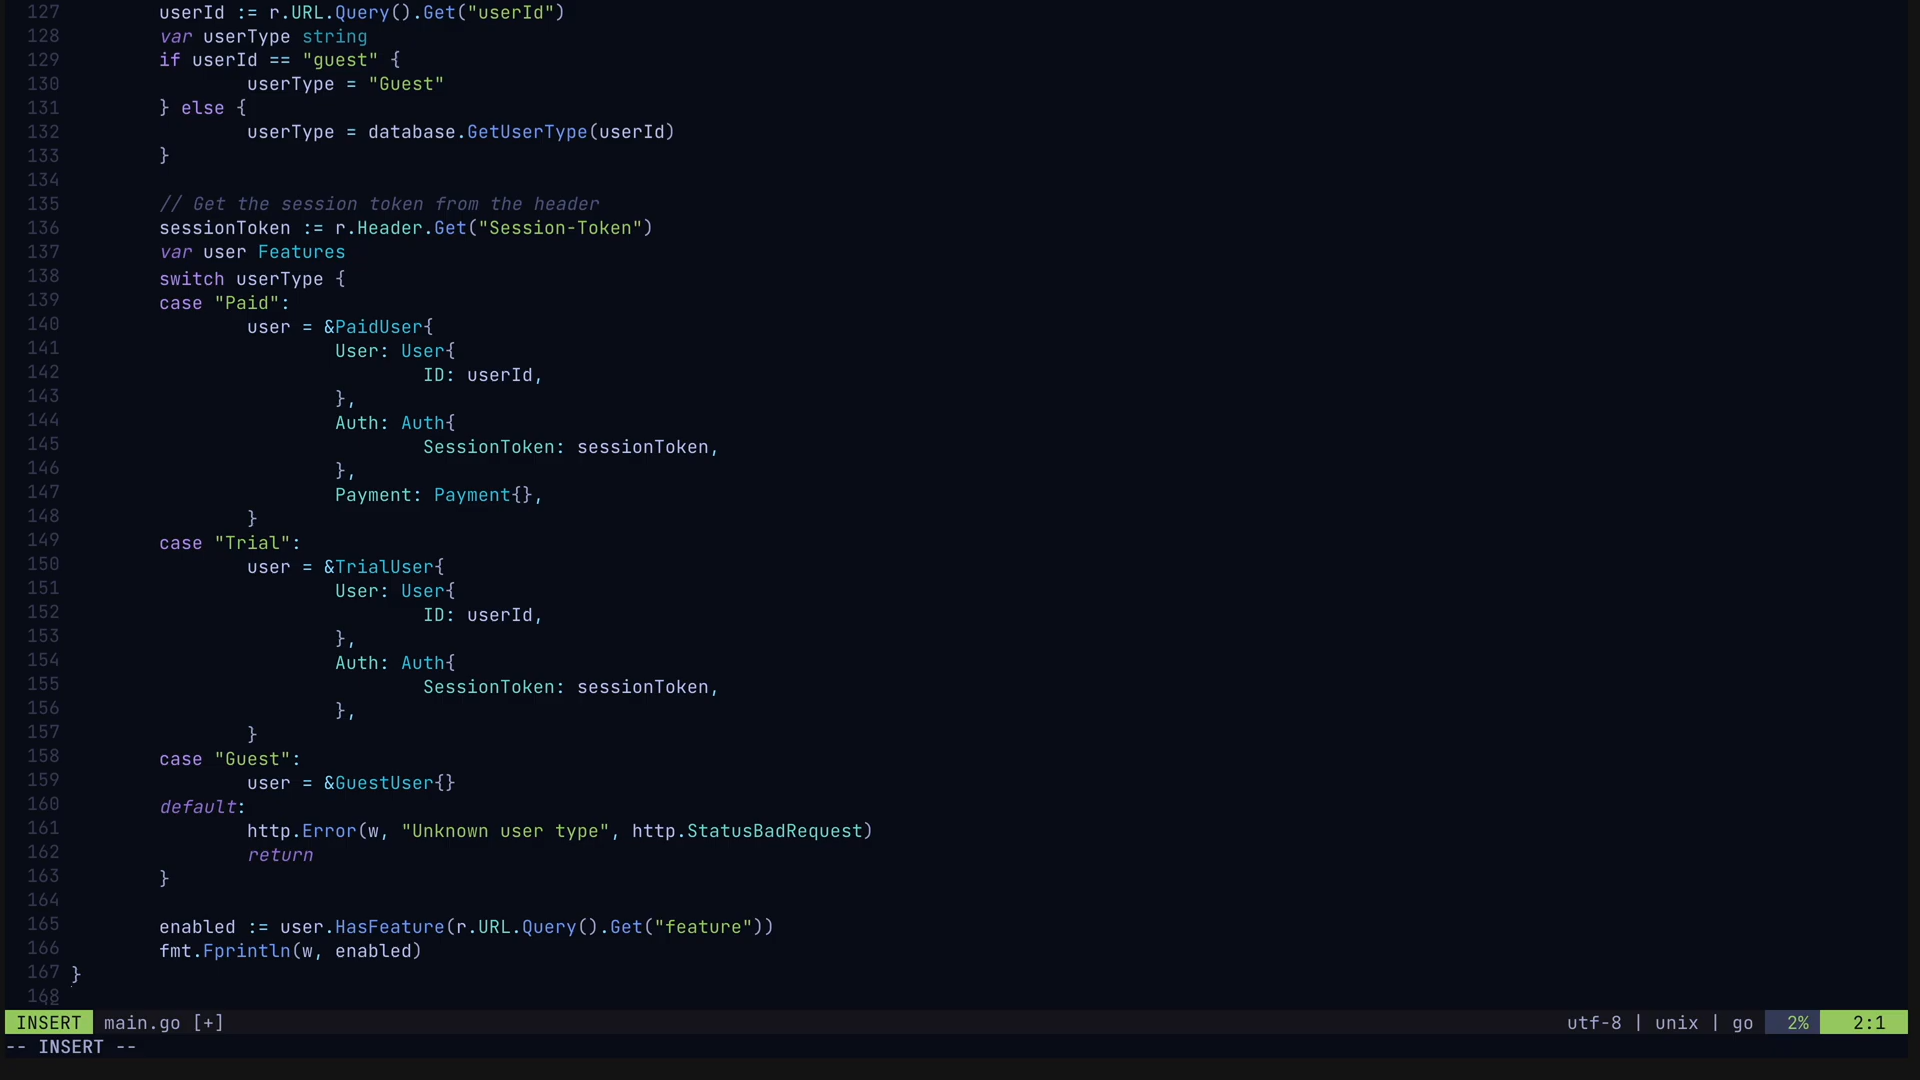 127 userId := r.URL.Query().Get("userId")
128 var userType string
129 if userId == "guest" {
130 userType = "Guest"
131 } else {
132 userType = database.GetUserType(userId)
133 }
134
135 // Get the session token from the header
136 sessionToken := r.Header.Get("Session-Token")
137 var user Features
138 switch userType {
139 case "Paid":
140 user = &PaidUser{
141 User: User{
142 ID: userId,
143 },
144 Auth: Auth{
145 SessionToken: sessionToken,
146 },
147 Payment: Payment{},
148 }
149 case "Trial":
150 user = &TrialUser{
151 User: User{
152 ID: userId,
153 },
154 Auth: Auth{
155 SessionToken: sessionToken,
156 },
157 }
158 case "Guest":
159 user = &GuestUser{}
160 default:
161 http.Error(w, "Unknown user type", http.StatusBadRequest)
162 return
163 }
164
165 enabled := user.HasFeature(r.URL.Query().Get("feature"))
166 fmt.Fprintln(w, enabled)
167 }
168
INSERT main.go [+] utf-8 | unix | go 2% 2:1
-- INSERT --